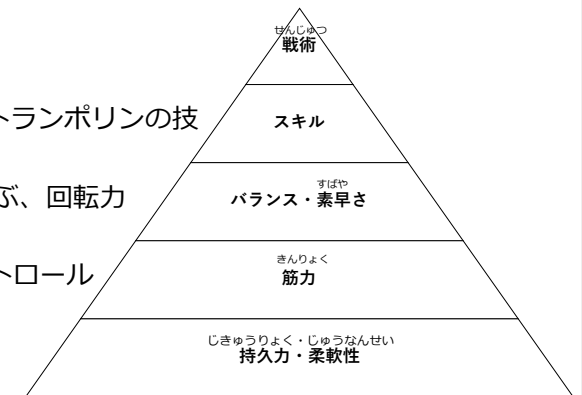 せんじゅつ
戦術
トランポリンの技
スキル
ぶ、回転力
すばや
バランス・素早さ
トロール
きんりょく
筋力
じきゅうりょく・じゅうなんせい
持久力・柔軟性